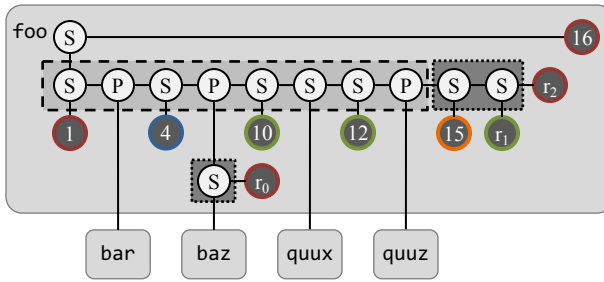 foo S 16
S P S P S S S P S S r2
1 4 10 12 15 r1
S r0
bar baz quux quuz